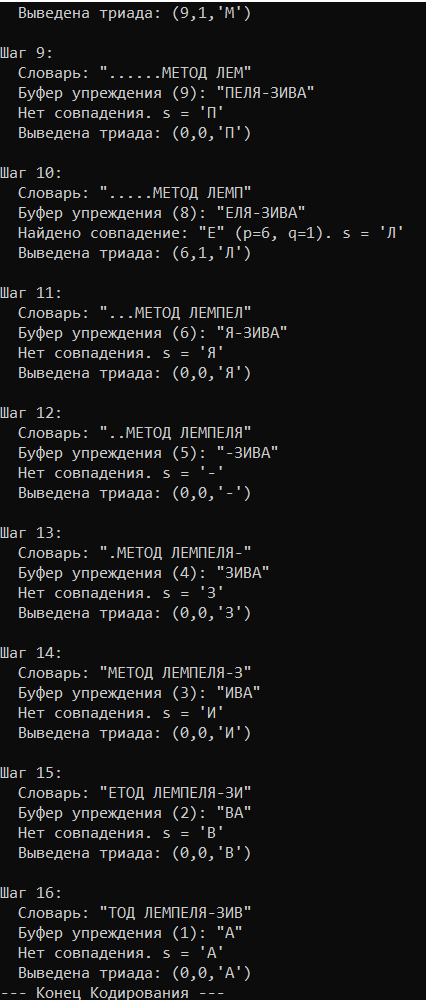 Выведена триада: (9,1,'М')
Шаг 9:
Словарь: "......МЕТОД ЛЕМ"
Буфер упреждения (9): "ПЕЛЯ-ЗИВА"
Нет совпадения. s = 'П'
Выведена триада: (0,0,'П')
Шаг 10:
Словарь: ".....МЕТОД ЛЕМП"
Буфер упреждения (8): "ЕЛЯ-ЗИВА"
Найдено совпадение: "Е" (p=6, q=1). s = 'Л'
Выведена триада: (6,1,'Л')
Шаг 11:
Словарь: "...МЕТОД ЛЕМПЕЛ"
Буфер упреждения (6): "Я-ЗИВА"
Нет совпадения. s = 'Я'
Выведена триада: (0,0,'Я')
Шаг 12:
Словарь: "..МЕТОД ЛЕМПЕЛЯ"
Буфер упреждения (5): "-ЗИВА"
Нет совпадения. s = '-'
Выведена триада: (0,0,'-')
Шаг 13:
Словарь: ".МЕТОД ЛЕМПЕЛЯ-"
Буфер упреждения (4): "ЗИВА"
Нет совпадения. s = 'З'
Выведена триада: (0,0,'З')
Шаг 14:
Словарь: "МЕТОД ЛЕМПЕЛЯ-З"
Буфер упреждения (3): "ИВА"
Нет совпадения. s = 'И'
Выведена триада: (0,0,'И')
Шаг 15:
Словарь: "ЕТОД ЛЕМПЕЛЯ-ЗИ"
Буфер упреждения (2): "ВА"
Нет совпадения. s = 'В'
Выведена триада: (0,0,'В')
Шаг 16:
Словарь: "ТОД ЛЕМПЕЛЯ-ЗИВ"
Буфер упреждения (1): "А"
Нет совпадения. s = 'А'
Выведена триада: (0,0,'А')
--- Конец Кодирования ---